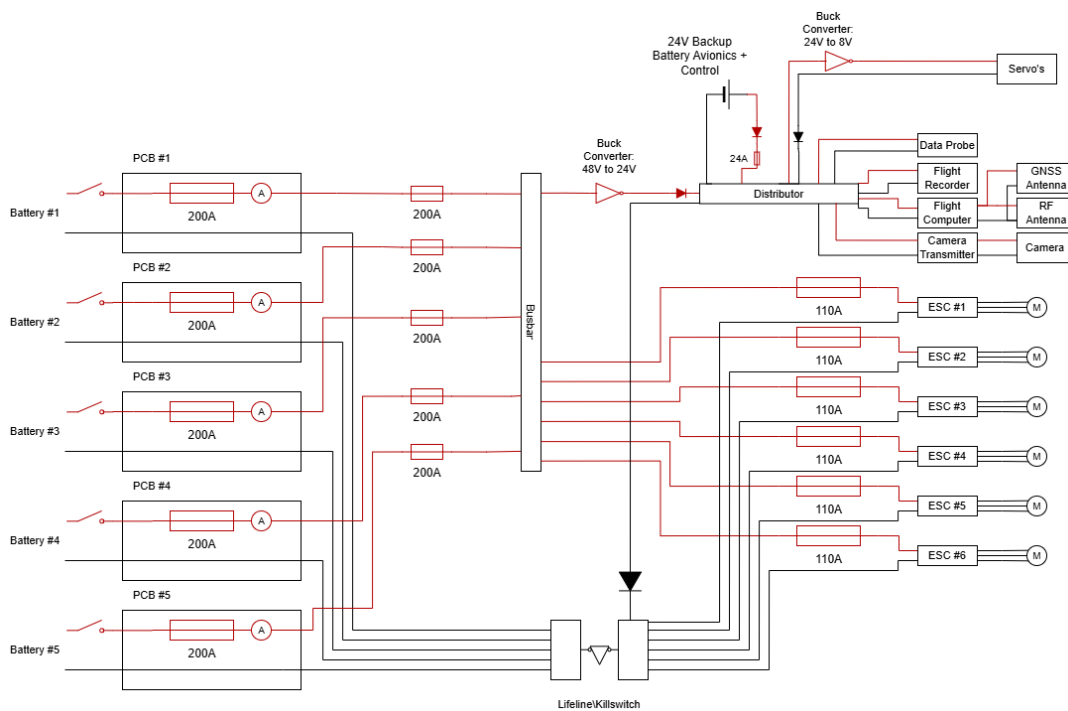 Buck
Converter:
24V to 8V
24V Backup
Battery Avionics +
Control
Servo's
PCB #1
Buck
Converter:
48V to 24V
24A
Data Probe
A
200A
200A
Battery #1
Distributor
Flight
Recorder
GNSS
Antenna
Flight
Computer
RF
Antenna
Camera
Transmitter
Camera
PCB #2
200A
A
200A
Battery #2
Busbar
110A
ESC #1
M
200A
PCB #3
110A
ESC #2
M
A
200A
Battery #3
200A
110A
ESC #3
M
PCB #4
200A
110A
ESC #4
M
A
200A
Battery #4
110A
ESC #5
M
PCB #5
110A
ESC #6
M
A
200A
Battery #5
Lifeline\Killswitch